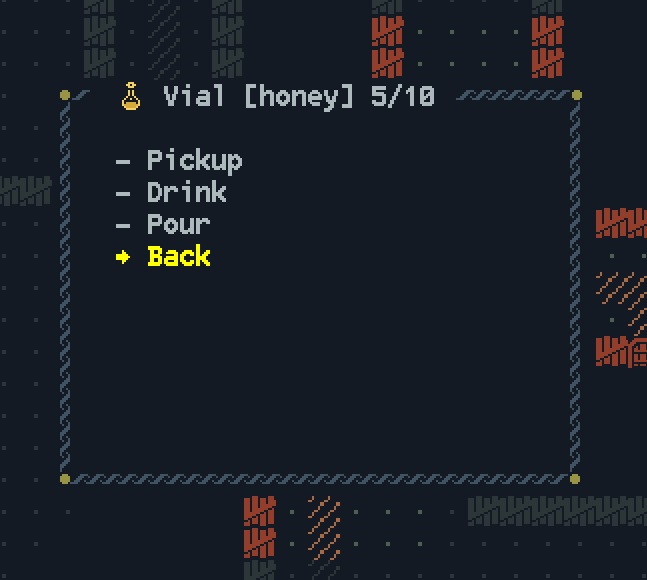 Vial [honey] 5/10
– Pickup
– Drink
– Pour
→ Back